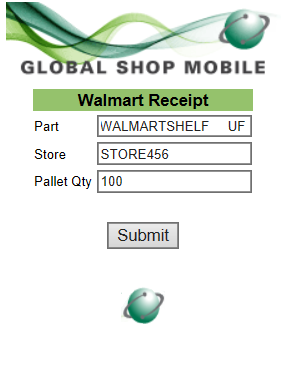 GLOBAL SHOP MOBILE
Walmart Receipt
Part WALMARTSHELF UF
Store STORE456
Pallet Qty 100
Submit